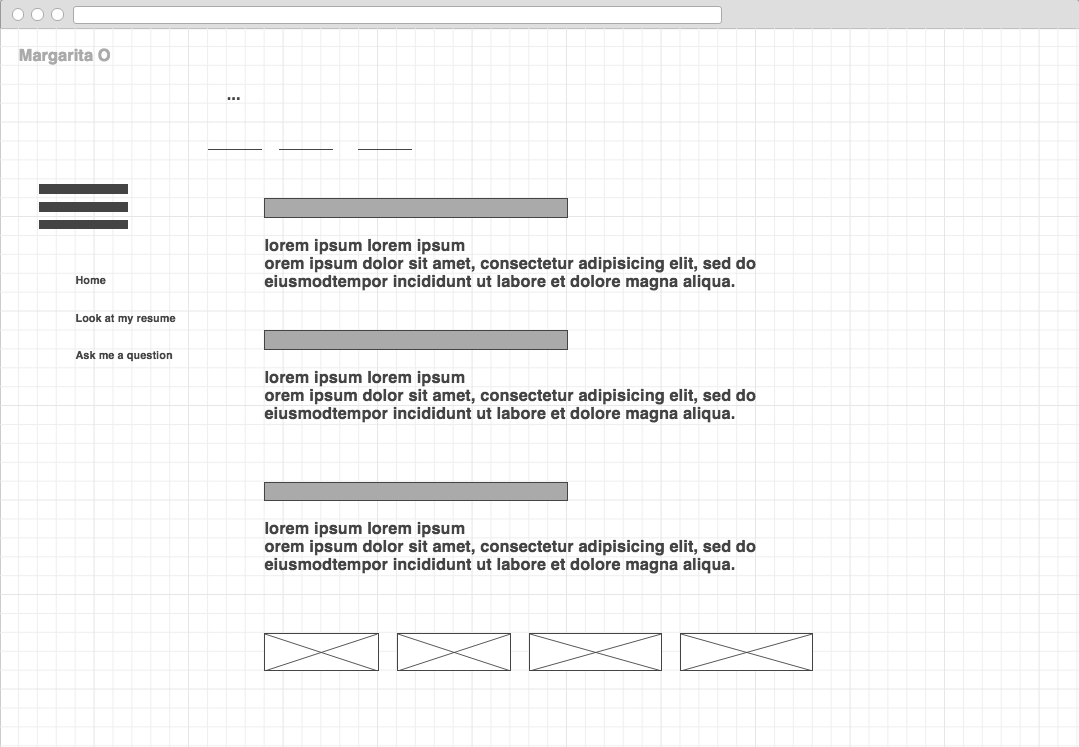 Margarita O
...
Home
Look at my resume
Ask me a question
lorem ipsum lorem ipsum
orem ipsum dolor sit amet, consectetur adipisicing elit, sed do
eiusmodtempor incididunt ut labore et dolore magna aliqua.
lorem ipsum lorem ipsum
orem ipsum dolor sit amet, consectetur adipisicing elit, sed do
eiusmodtempor incididunt ut labore et dolore magna aliqua.
lorem ipsum lorem ipsum
orem ipsum dolor sit amet, consectetur adipisicing elit, sed do
eiusmodtempor incididunt ut labore et dolore magna aliqua.